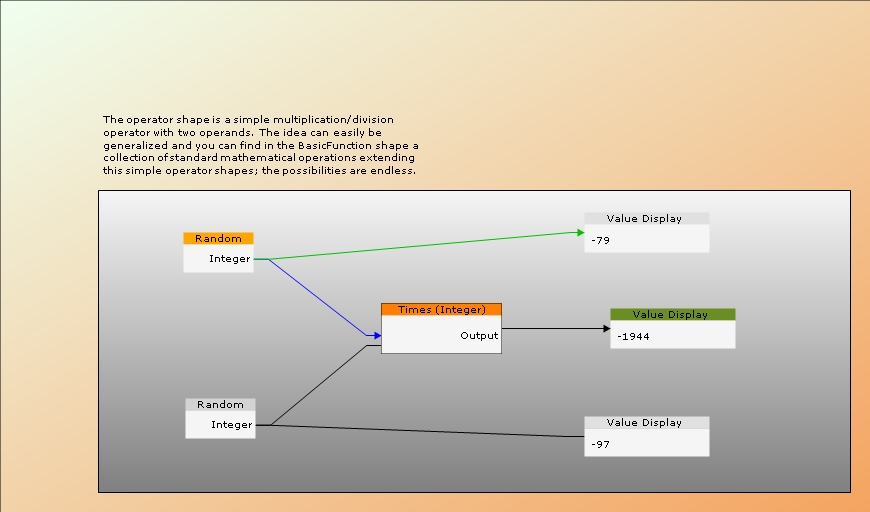 The operator shape is a simple multiplication/division
operator with two operands. The idea can easily be
generalized and you can find in the BasicFunction shape a
collection of standard mathematical operations extending
this simple operator shapes; the possibilities are endless.
Value Display
-79
Random
Integer
Times (Integer)
Output
Value Display
-1944
Random
Integer
Value Display
-97